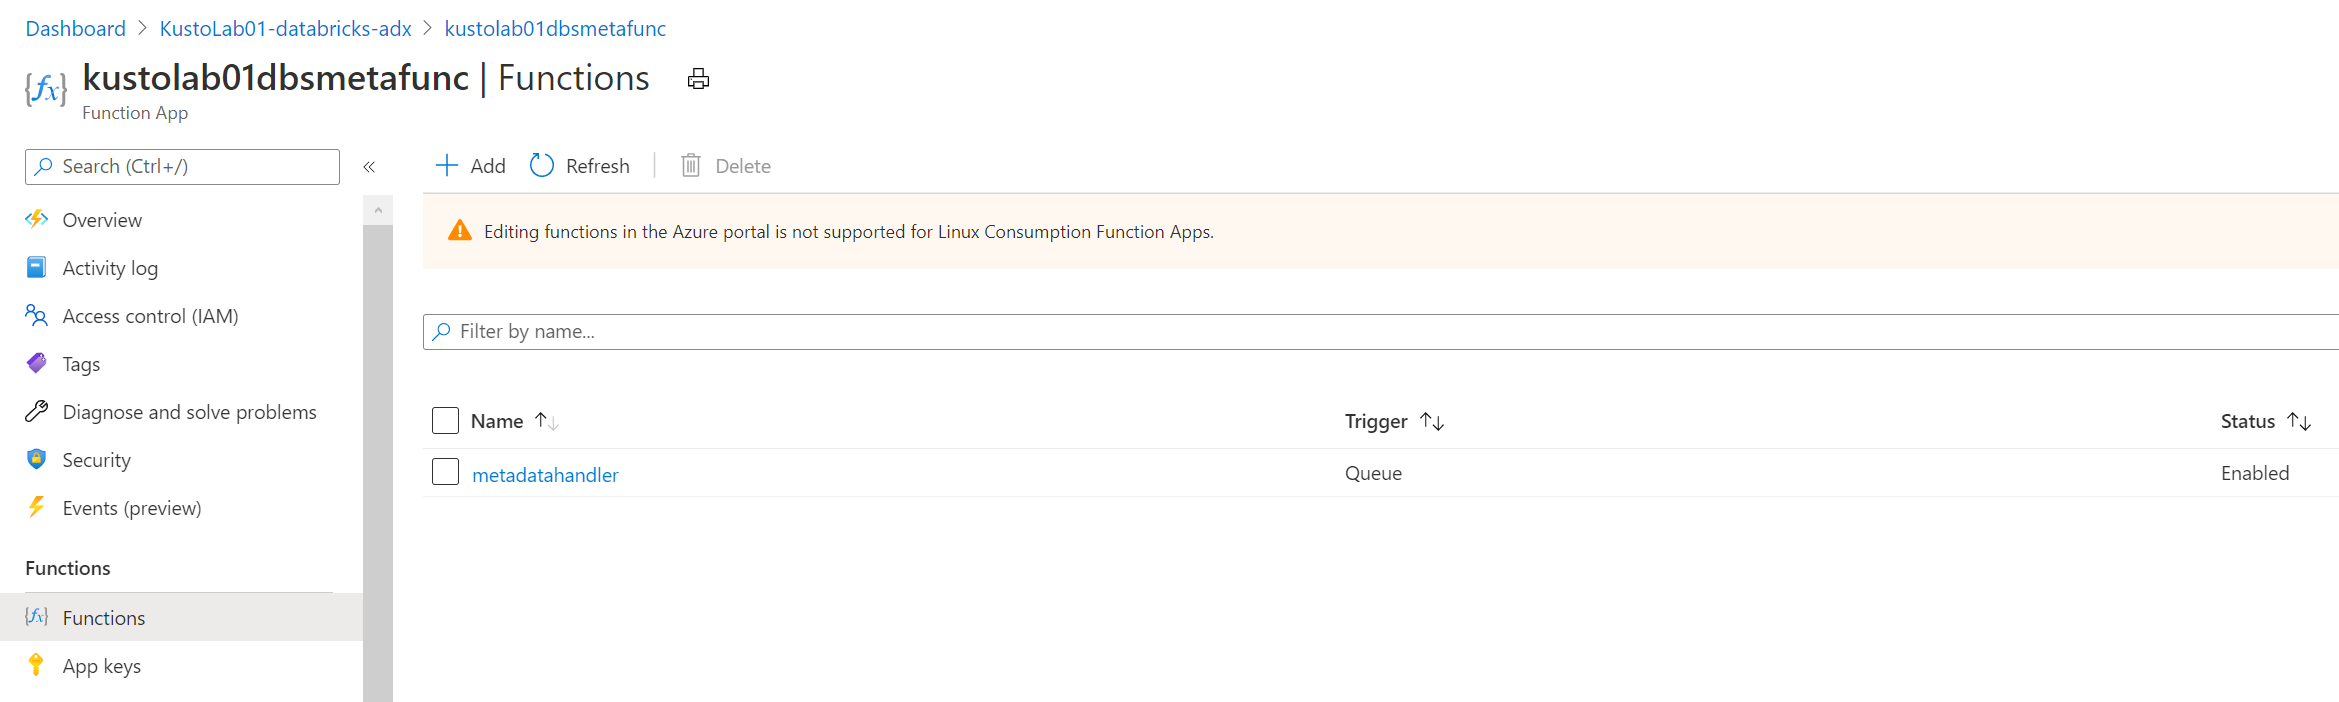 Dashboard > KustoLab01-databricks-adx > kustolab01dbsmetafunc
kustolab01dbsmetafunc | Functions
Function App
Search (Ctrl+/)
«
Add
Refresh
Delete
Overview
Activity log
Access control (IAM)
Tags
Diagnose and solve problems
Security
Events (preview)
Functions
Functions
App keys
Editing functions in the Azure portal is not supported for Linux Consumption Function Apps.
Filter by name...
Name Trigger Status
metadatahandler Queue Enabled